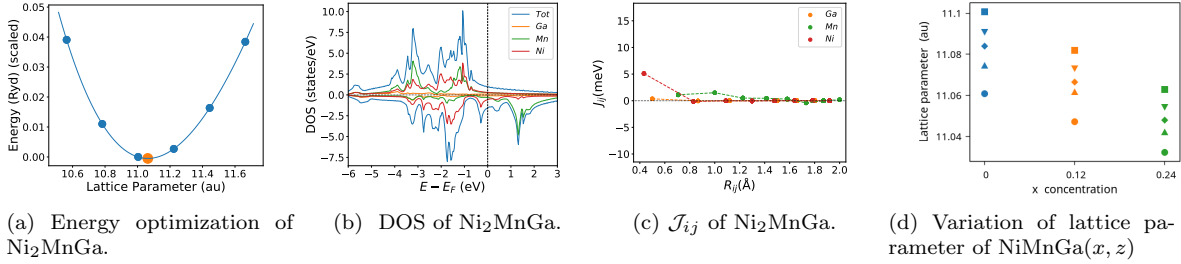 0.05
0.04
0.03
0.02
0.01
0.00
Energy (Ryd) (scaled)
10.6 10.8 11.0 11.2 11.4 11.6
Lattice Parameter (au)
(a) Energy optimization of
Ni₂MnGa.
10.0
7.5
5.0
2.5
0.0
−2.5
−5.0
−7.5
DOS (states/eV)
Tot
Ga
Mn
Ni
−6 −5 −4 −3 −2 −1 0 1 2 3
E − E_F (eV)
(b) DOS of Ni₂MnGa.
15
10
5
0
−5
−10
J_ij(meV)
Ga
Mn
Ni
0.4 0.6 0.8 1.0 1.2 1.4 1.6 1.8 2.0
R_ij(Å)
(c) 𝒥_ij of Ni₂MnGa.
11.1
11.08
11.06
11.04
Lattice parameter (au)
0 0.12 0.24
x concentration
(d) Variation of lattice pa-
rameter of NiMnGa(x, z)